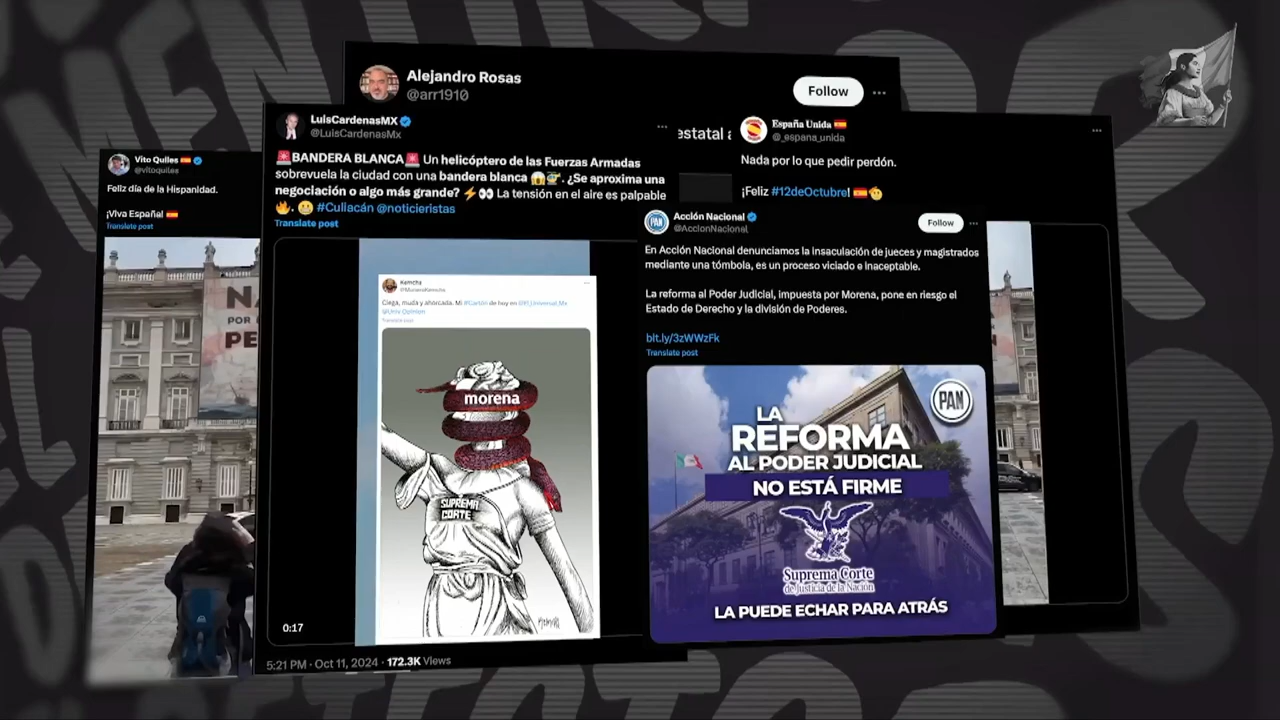 Alejandro Rosas
@arr1910
Follow
estatal
LuisCardenasMX
@LuisCardenasMx
🚨BANDERA BLANCA🚨 Un helicóptero de las Fuerzas Armadas
sobrevuela la ciudad con una bandera blanca 😱🚁. ¿Se aproxima una
negociación o algo más grande? ⚡👀 La tensión en el aire es palpable
🔥. 😬 #Culiacán @noticieristas
Translate post
España Unida 🇪🇸
@_espana_unida
Nada por lo que pedir perdón.
¡Feliz #12deOctubre! 🇪🇸
Vito Quiles 🇪🇸
@vitoquiles
Feliz día de la Hispanidad.
¡Viva España! 🇪🇸
Translate post
NA
POR
PE
Kemchs
@MarianoKemchs
Ciega, muda y ahorcada. Mi #Cartón de hoy en @El_Universal_Mx
@Univ_Opinion
Translate post
morena
SUPREMA
CORTE
KEMCHS
0:17
5:21 PM · Oct 11, 2024 · 172.3K Views
Acción Nacional
@AccionNacional
Follow
En Acción Nacional denunciamos la insaculación de jueces y magistrados
mediante una tómbola, es un proceso viciado e inaceptable.
La reforma al Poder Judicial, impuesta por Morena, pone en riesgo el
Estado de Derecho y la división de Poderes.
bit.ly/3zWWzFk
Translate post
PAN
LA
REFORMA
AL PODER JUDICIAL
NO ESTÁ FIRME
Suprema Corte
de Justicia de la Nación
LA PUEDE ECHAR PARA ATRÁS